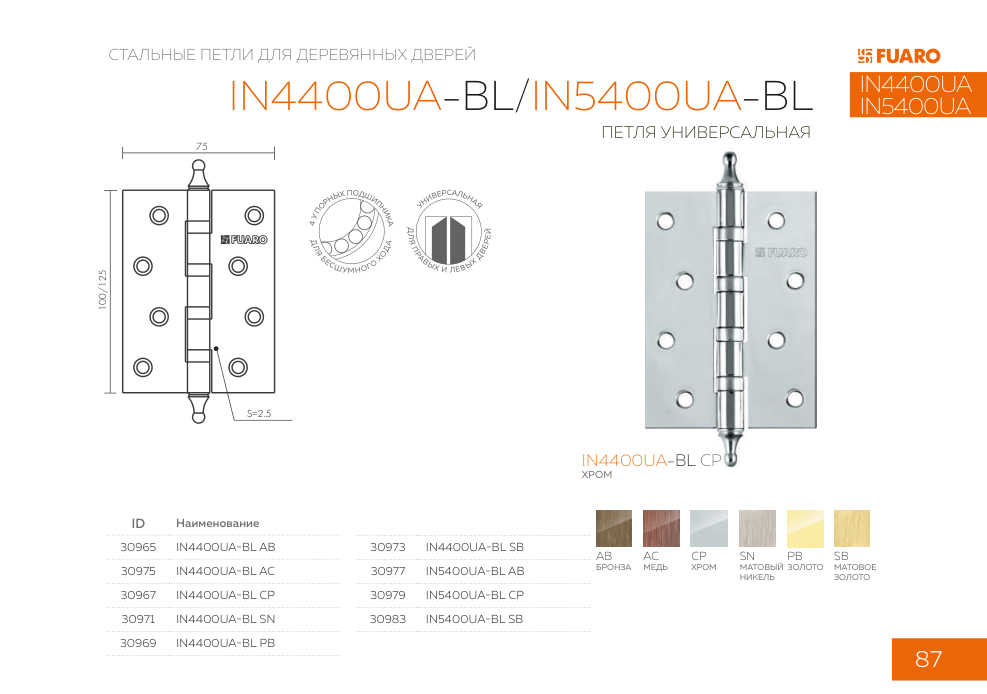 СТАЛЬНЫЕ ПЕТЛИ ДЛЯ ДЕРЕВЯННЫХ ДВЕРЕЙ
FUARO
IN4400UA
IN5400UA
IN4400UA-BL/IN5400UA-BL
ПЕТЛЯ УНИВЕРСАЛЬНАЯ
75
100/125
FUARO
S=2.5
4 УПОРНЫХ ПОДШИПНИКА
ДЛЯ БЕСШУМНОГО ХОДА
УНИВЕРСАЛЬНАЯ
ДЛЯ ПРАВЫХ И ЛЕВЫХ ДВЕРЕЙ
FUARO
IN4400UA-BL CP
ХРОМ
ID Наименование
30965 IN4400UA-BL AB
30975 IN4400UA-BL AC
30967 IN4400UA-BL CP
30971 IN4400UA-BL SN
30969 IN4400UA-BL PB
30973 IN4400UA-BL SB
30977 IN5400UA-BL AB
30979 IN5400UA-BL CP
30983 IN5400UA-BL SB
AB
БРОНЗА
AC
МЕДЬ
CP
ХРОМ
SN
МАТОВЫЙ
НИКЕЛЬ
PB
ЗОЛОТО
SB
МАТОВОЕ
ЗОЛОТО
87